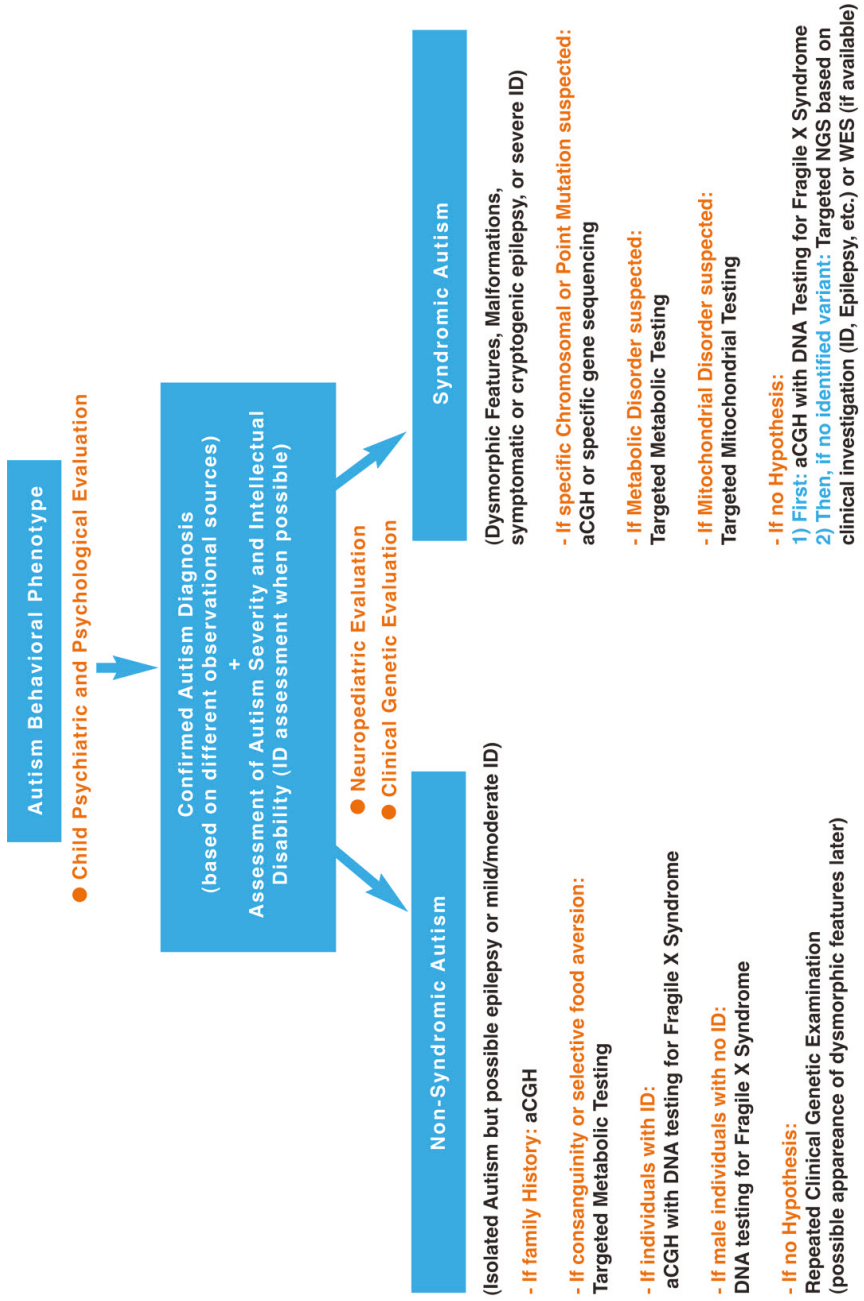 Autism Behavioral Phenotype
● Child Psychiatric and Psychological Evaluation
Confirmed Autism Diagnosis
(based on different observational sources)
+
Assessment of Autism Severity and Intellectual
Disability (ID assessment when possible)
● Neuropediatric Evaluation
● Clinical Genetic Evaluation
Non-Syndromic Autism
(Isolated Autism but possible epilepsy or mild/moderate ID)
- If family History: aCGH
- If consanguinity or selective food aversion:
Targeted Metabolic Testing
- If individuals with ID:
aCGH with DNA testing for Fragile X Syndrome
- If male individuals with no ID:
DNA testing for Fragile X Syndrome
- If no Hypothesis:
Repeated Clinical Genetic Examination
(possible appareance of dysmorphic features later)
Syndromic Autism
(Dysmorphic Features, Malformations,
symptomatic or cryptogenic epilepsy, or severe ID)
- If specific Chromosomal or Point Mutation suspected:
aCGH or specific gene sequencing
- If Metabolic Disorder suspected:
Targeted Metabolic Testing
- If Mitochondrial Disorder suspected:
Targeted Mitochondrial Testing
- If no Hypothesis:
1) First: aCGH with DNA Testing for Fragile X Syndrome
2) Then, if no identified variant: Targeted NGS based on
clinical investigation (ID, Epilepsy, etc.) or WES (if available)